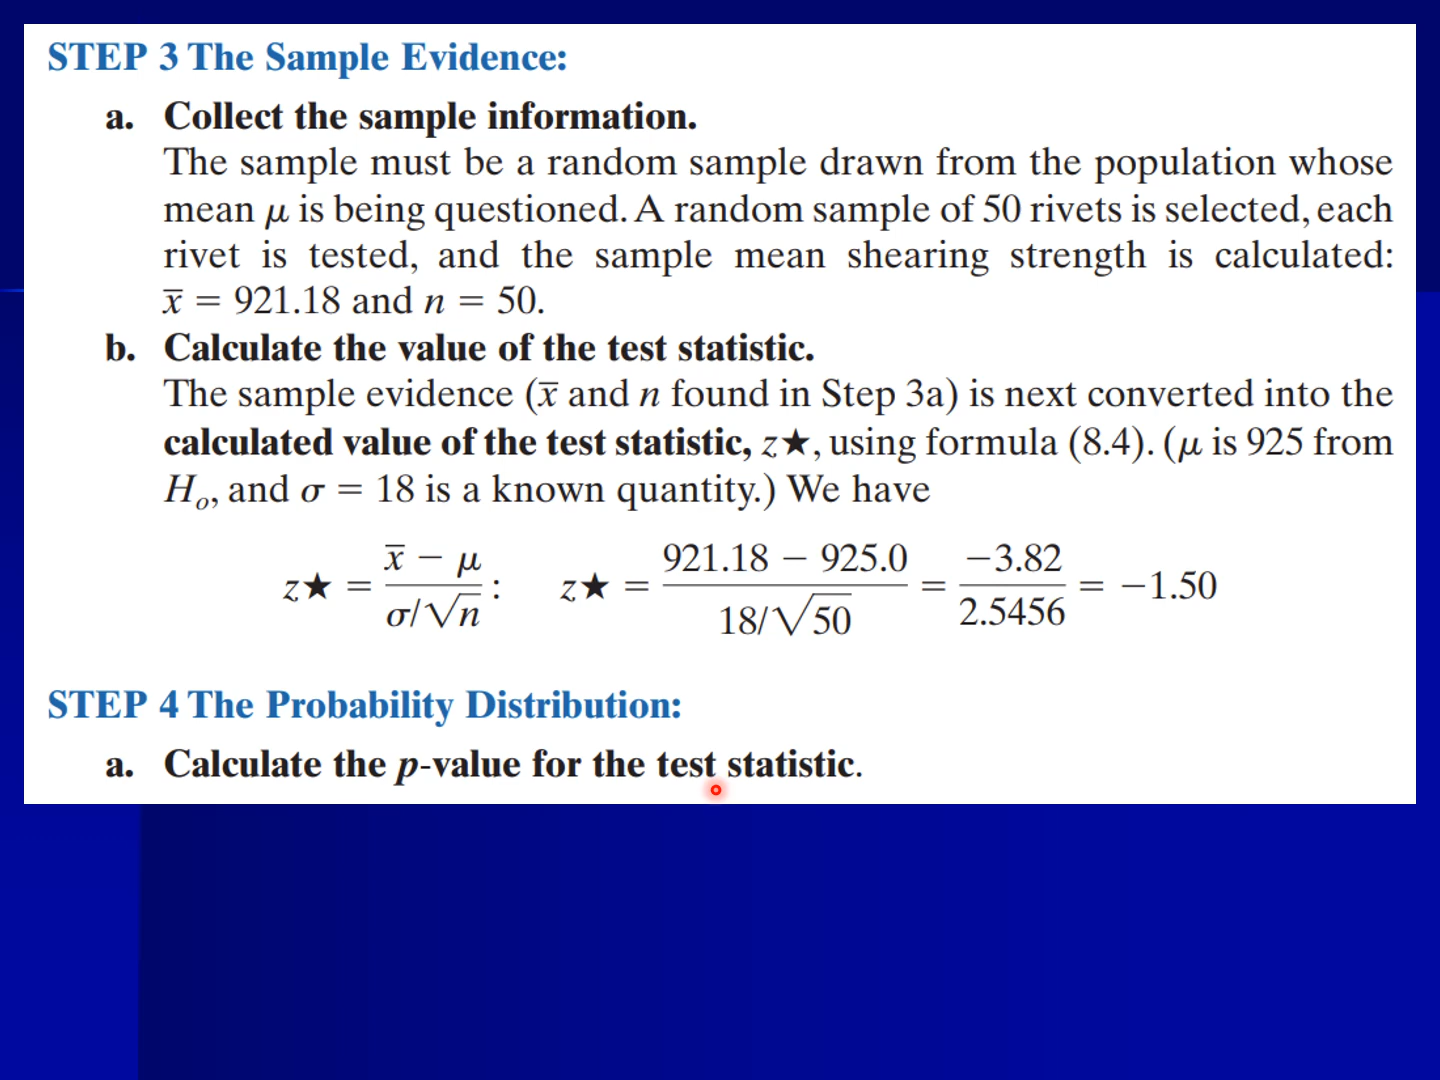 STEP 3 The Sample Evidence:
a. Collect the sample information.
The sample must be a random sample drawn from the population whose
mean μ is being questioned. A random sample of 50 rivets is selected, each
rivet is tested, and the sample mean shearing strength is calculated:
x̅ = 921.18 and n = 50.
b. Calculate the value of the test statistic.
The sample evidence (x̅ and n found in Step 3a) is next converted into the
calculated value of the test statistic, z★, using formula (8.4). (μ is 925 from
Hₒ, and σ = 18 is a known quantity.) We have
z★ = (x̅ − μ) / (σ/√n): z★ = (921.18 − 925.0) / (18/√50) = −3.82 / 2.5456 = −1.50
STEP 4 The Probability Distribution:
a. Calculate the p-value for the test statistic.